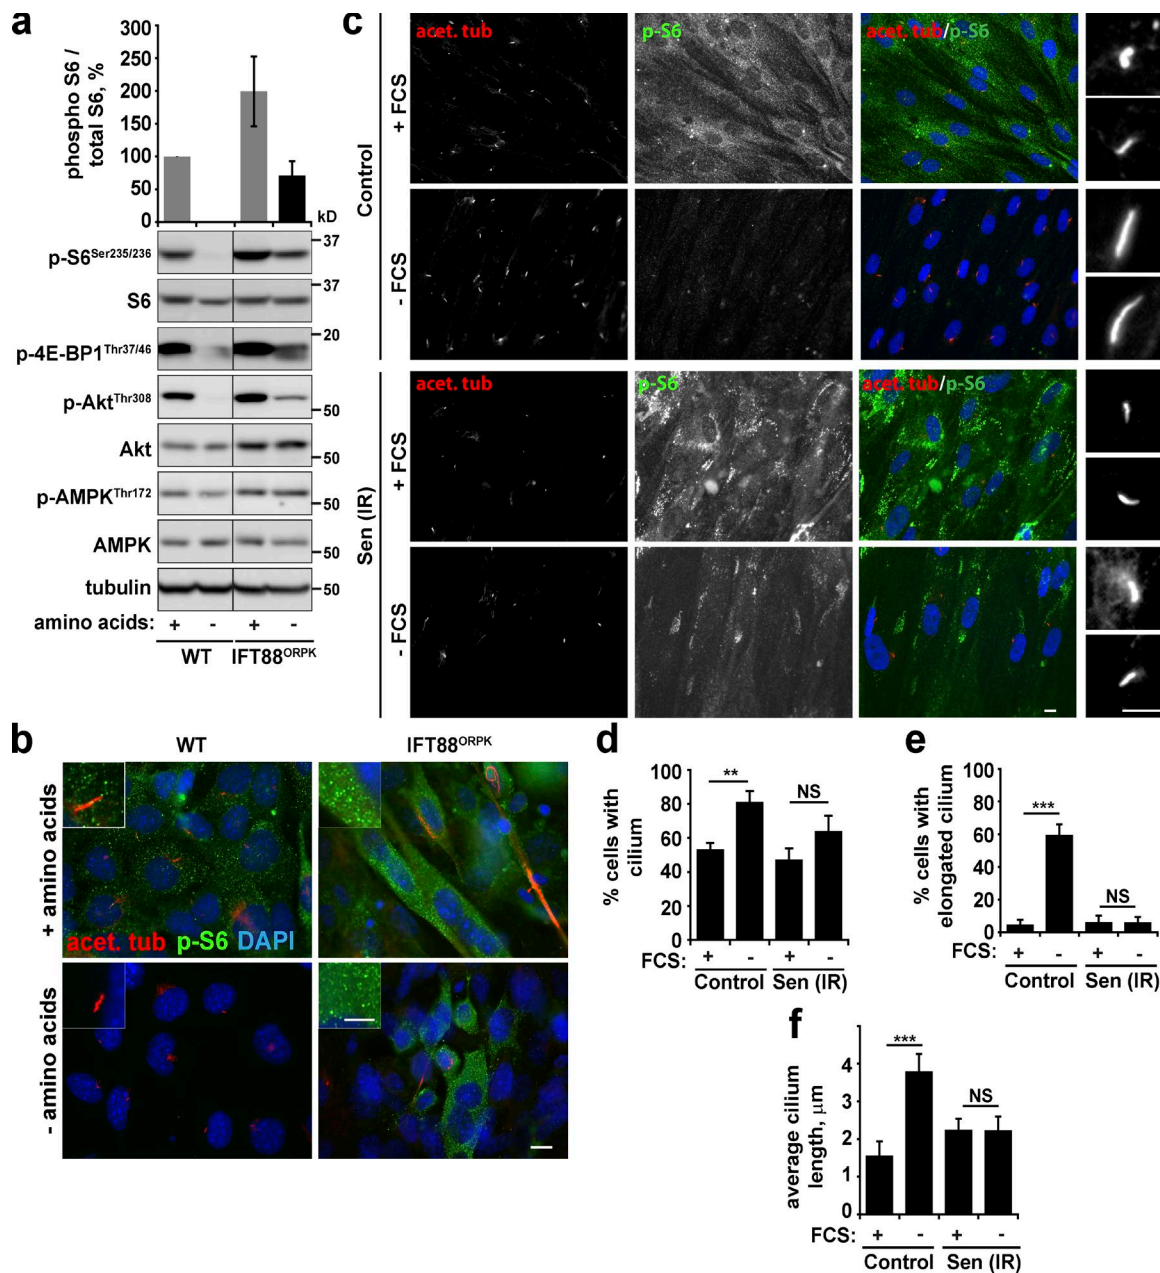 a
phospho S6 /
total S6, %
300
250
200
150
100
50
0
kD
p-S6Ser235/236
37
S6
37
p-4E-BP1Thr37/46
20
p-AktThr308
50
Akt
50
p-AMPKThr172
50
AMPK
50
tubulin
50
amino acids: + - + -
WT IFT88ORPK
c
acet. tub p-S6 acet. tub/p-S6
Control
+ FCS
- FCS
acet. tub p-S6 acet. tub/p-S6
Sen (IR)
+ FCS
- FCS
b
WT IFT88ORPK
+ amino acids
acet. tub p-S6 DAPI
- amino acids
d
% cells with
cilium
100
80
60
40
20
0
** NS
FCS: + - + -
Control Sen (IR)
e
% cells with
elongated cilium
100
80
60
40
20
0
*** NS
FCS: + - + -
Control Sen (IR)
f
average cilium
length, μm
4
3
2
1
0
*** NS
FCS: + - + -
Control Sen (IR)